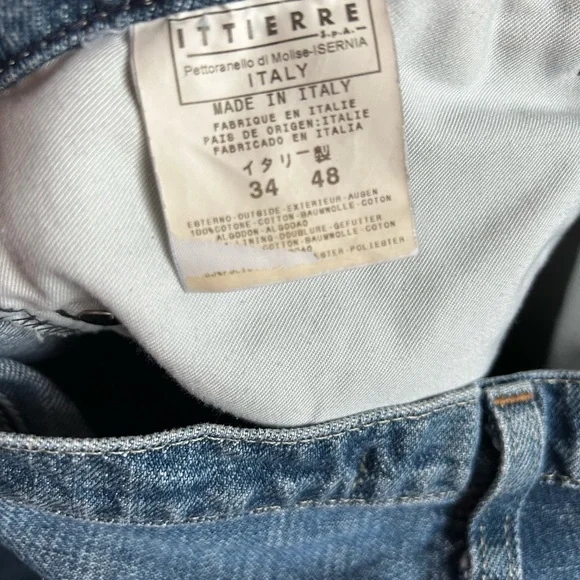 ITTIERRE
S.p.A.
Pettoranello di Molise-ISERNIA
ITALY
MADE IN ITALY
FABRIQUE EN ITALIE
PAIS DE ORIGEN:ITALIE
FABRICADO EN ITALIA
イタリー製
34 48
ESTERNO-OUTSIDE-EXTERIEUR-AUSEN
100%COTONE-COTTON-BAUMWOLLE-COTON
ALGODON-ALGODAO
LINING-DOUBLURE-GEFUTTER
COTTON-BAUMWOLLE-COTON
POLIESTER